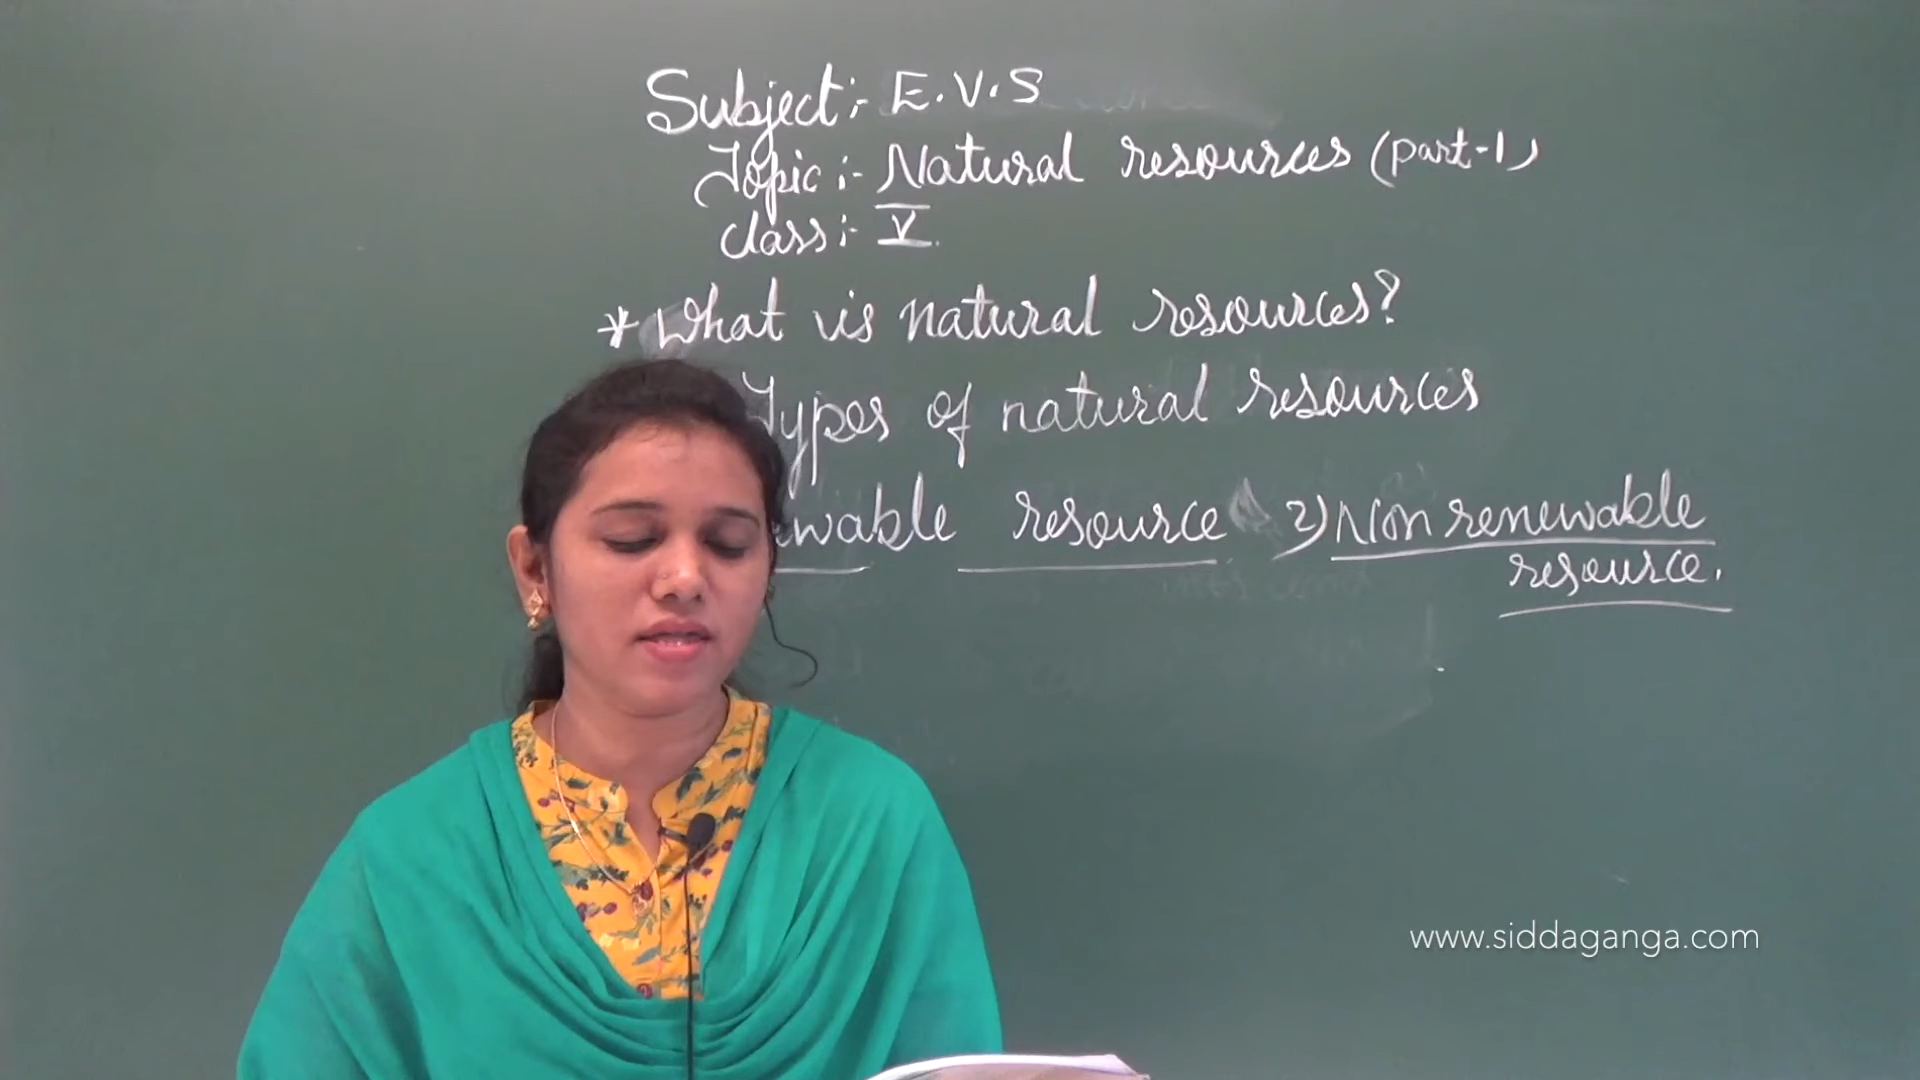 Subject:- E.V.S
Topic:- Natural resources (part-1)
class:- V.
* What is natural resources?
Types of natural resources
ewable resource 2) Non renewable
resource.
www.siddaganga.com